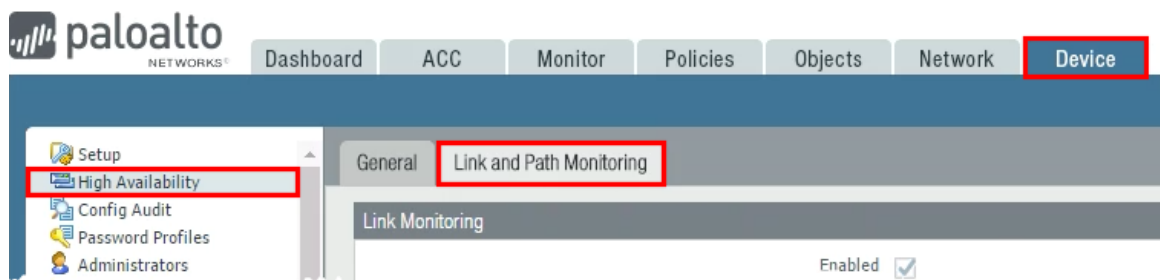 paloalto
NETWORKS®
Dashboard ACC Monitor Policies Objects Network Device
Setup
High Availability
Config Audit
Password Profiles
Administrators
General Link and Path Monitoring
Link Monitoring
Enabled